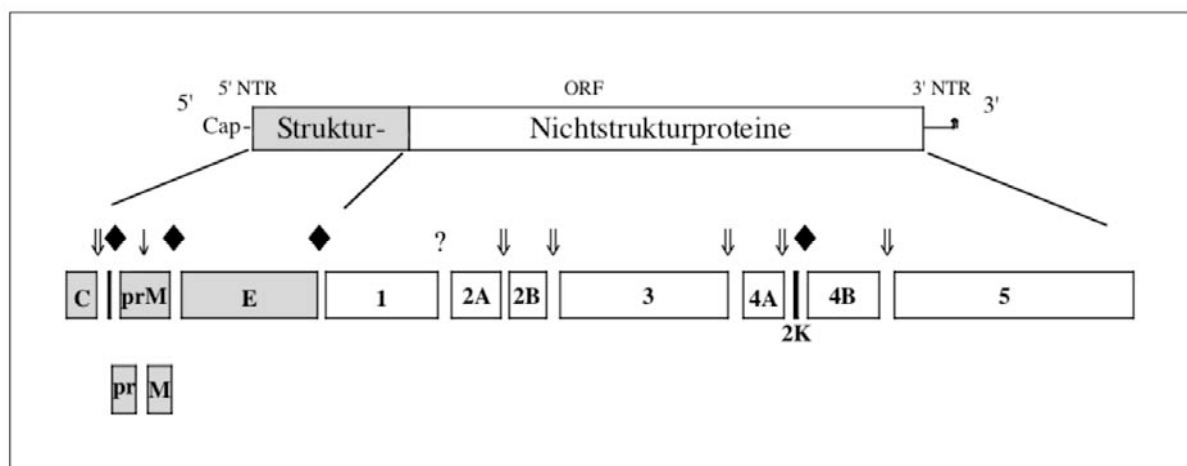 5' NTR ORF 3' NTR
5' 3'
Cap- Struktur- Nichtstrukturproteine
?
C prM E 1 2A 2B 3 4A 4B 5
2K
pr M